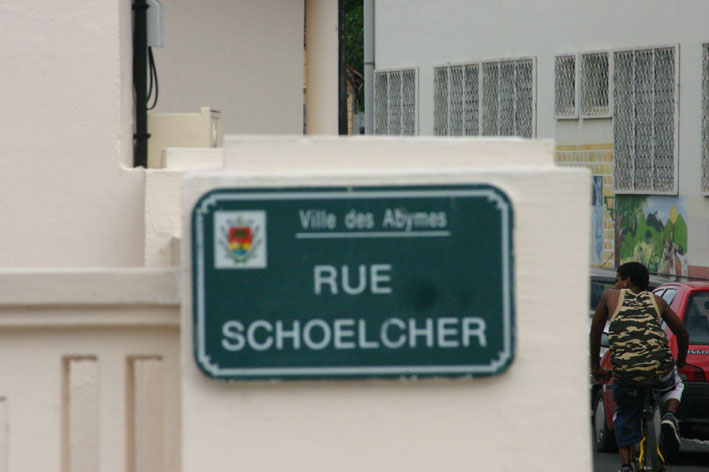 Ville des Abymes
RUE
SCHOELCHER